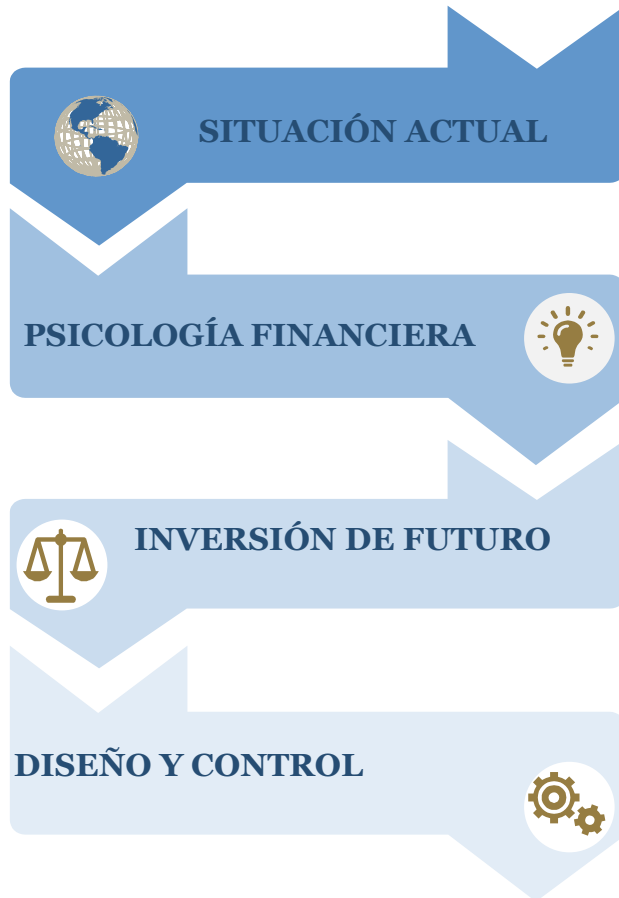 SITUACIÓN ACTUAL
PSICOLOGÍA FINANCIERA
INVERSIÓN DE FUTURO
DISEÑO Y CONTROL